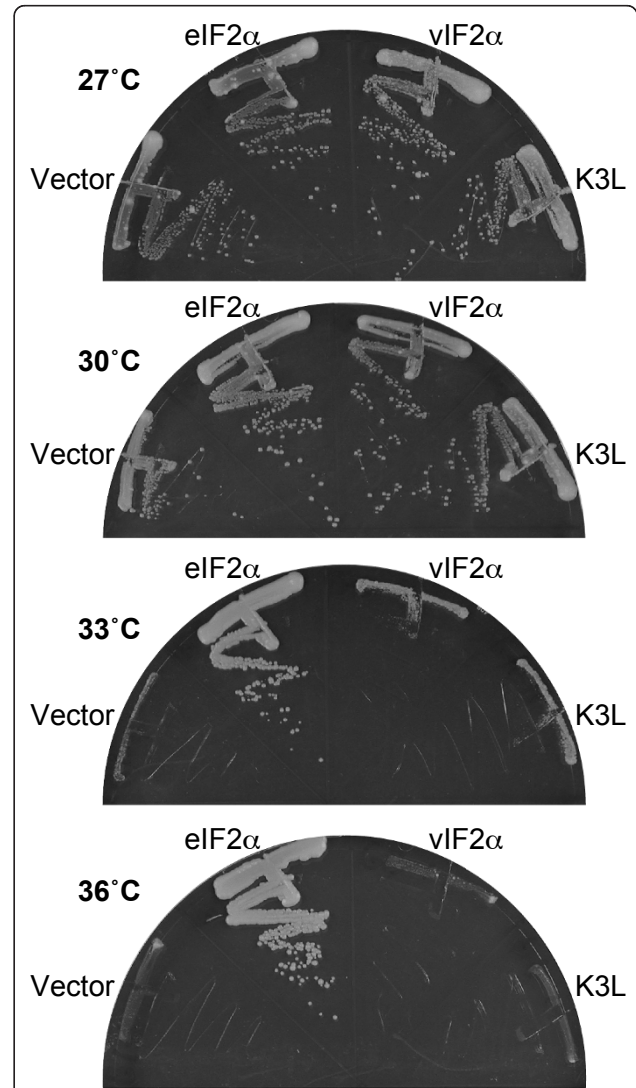 eIF2α vIF2α
27˚C
Vector K3L
eIF2α vIF2α
30˚C
Vector K3L
eIF2α vIF2α
33˚C
Vector K3L
eIF2α vIF2α
36˚C
Vector K3L